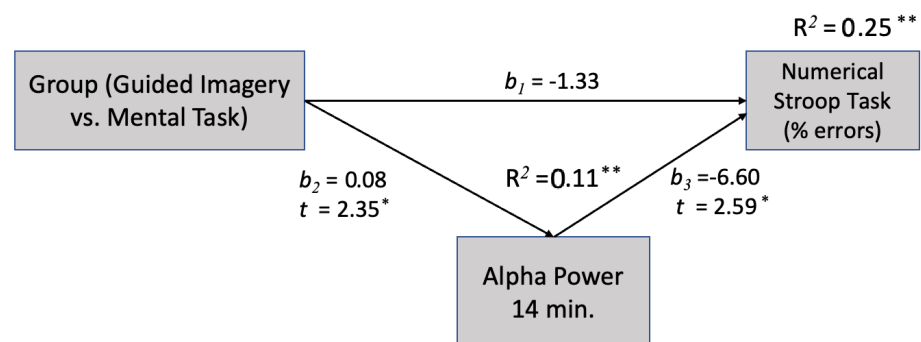 R² = 0.25 **
Group (Guided Imagery
vs. Mental Task)
b₁ = -1.33
Numerical
Stroop Task
(% errors)
b₂ = 0.08
t = 2.35*
R² =0.11**
b₃ =-6.60
t = 2.59*
Alpha Power
14 min.